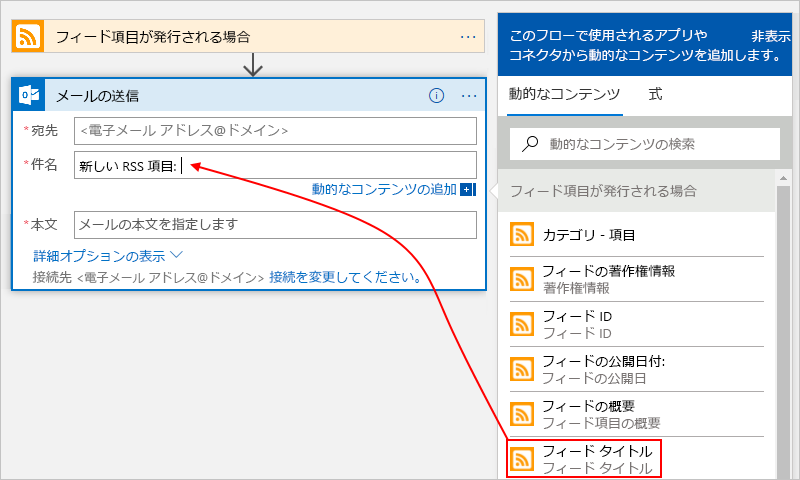 フィード項目が発行される場合
メールの送信
*宛先 <電子メール アドレス@ドメイン>
*件名 新しい RSS 項目:
動的なコンテンツの追加
*本文 メールの本文を指定します
詳細オプションの表示
接続先 <電子メール アドレス@ドメイン> 接続を変更してください。
このフローで使用されるアプリや 非表示
コネクタから動的なコンテンツを追加します。
動的なコンテンツ 式
動的なコンテンツの検索
フィード項目が発行される場合
カテゴリ - 項目
フィードの著作権情報
著作権情報
フィード ID
フィード ID
フィードの公開日付:
フィードの公開日
フィードの概要
フィード項目の概要
フィード タイトル
フィード タイトル